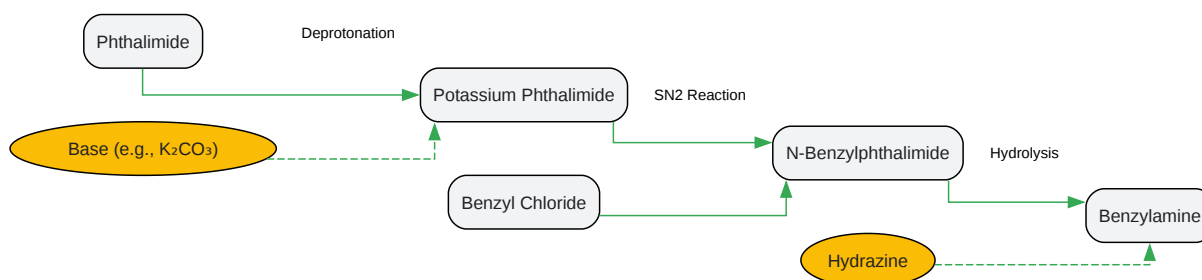 Phthalimide
Deprotonation
Potassium Phthalimide
SN2 Reaction
Base (e.g., K₂CO₃)
N-Benzylphthalimide
Hydrolysis
Benzyl Chloride
Benzylamine
Hydrazine